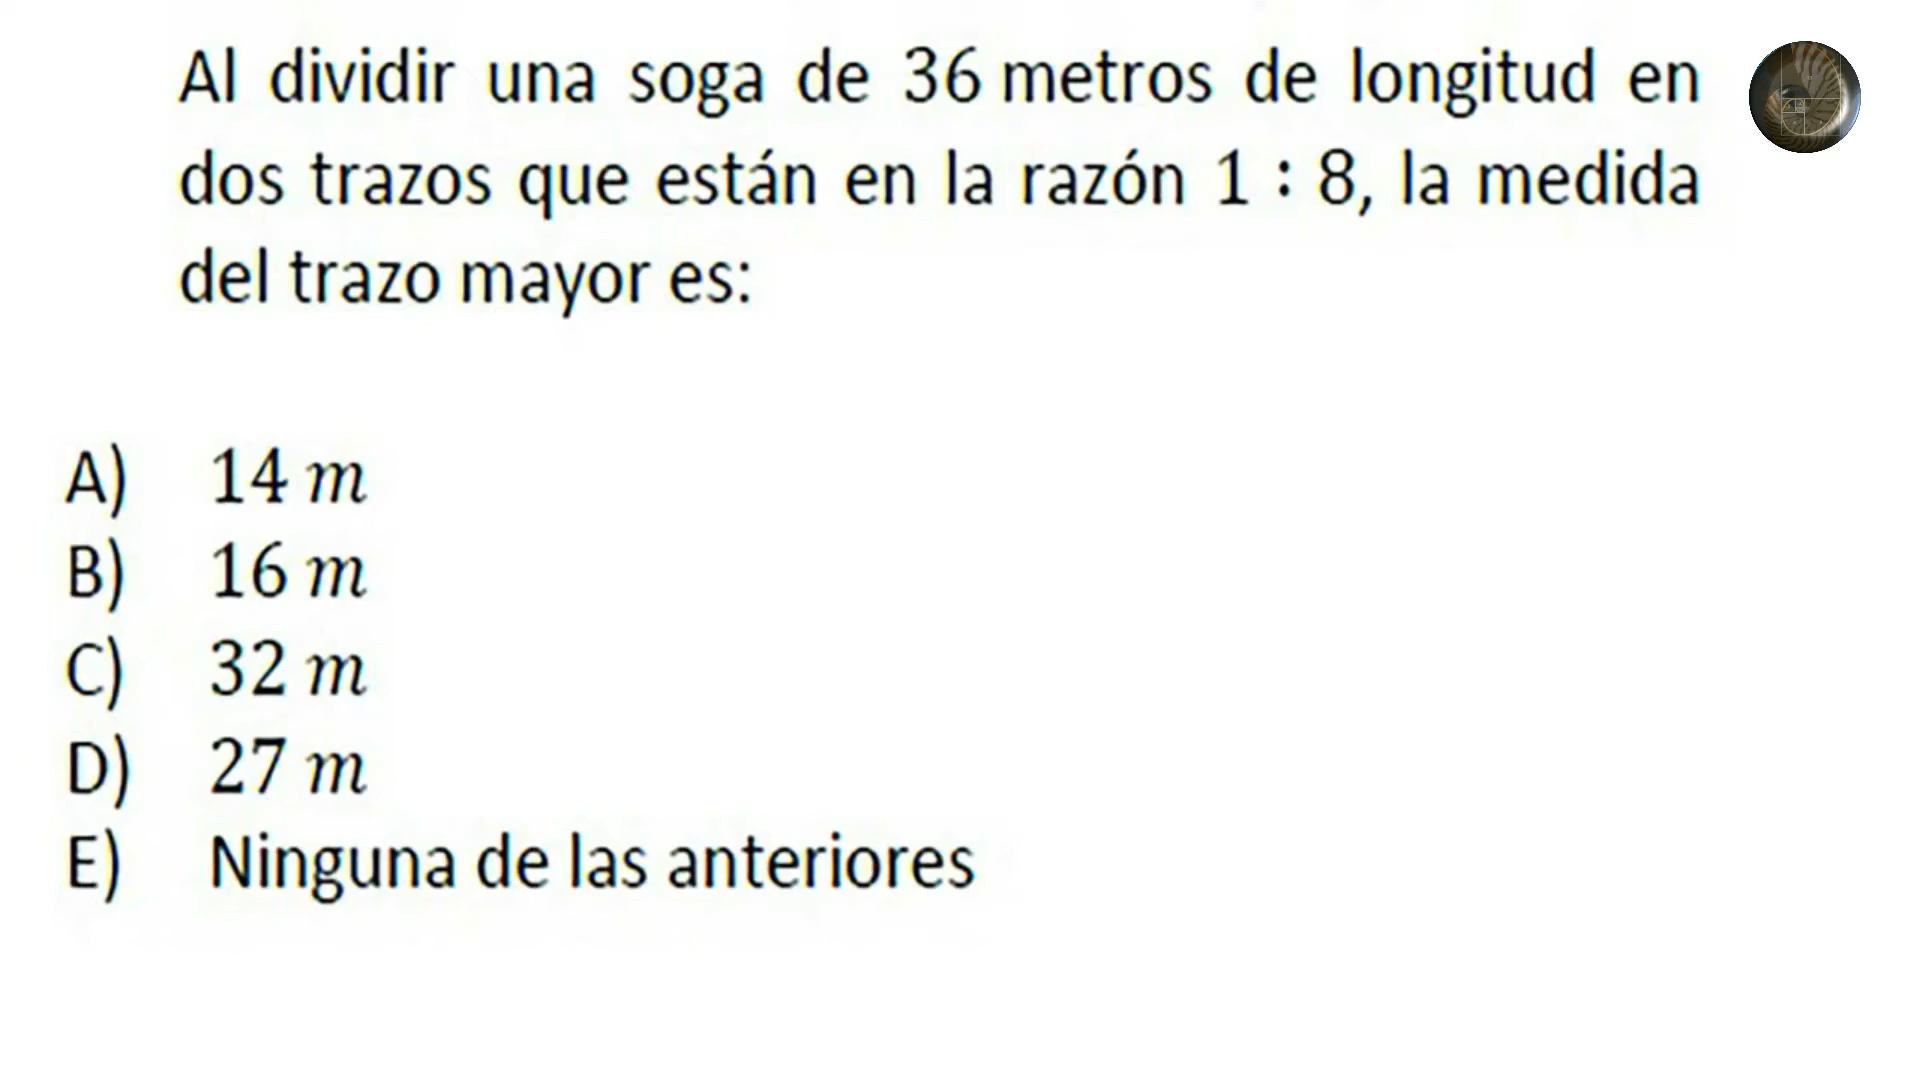 Al dividir una soga de 36 metros de longitud en
dos trazos que están en la razón 1 : 8, la medida
del trazo mayor es:
A) 14 m
B) 16 m
C) 32 m
D) 27 m
E) Ninguna de las anteriores